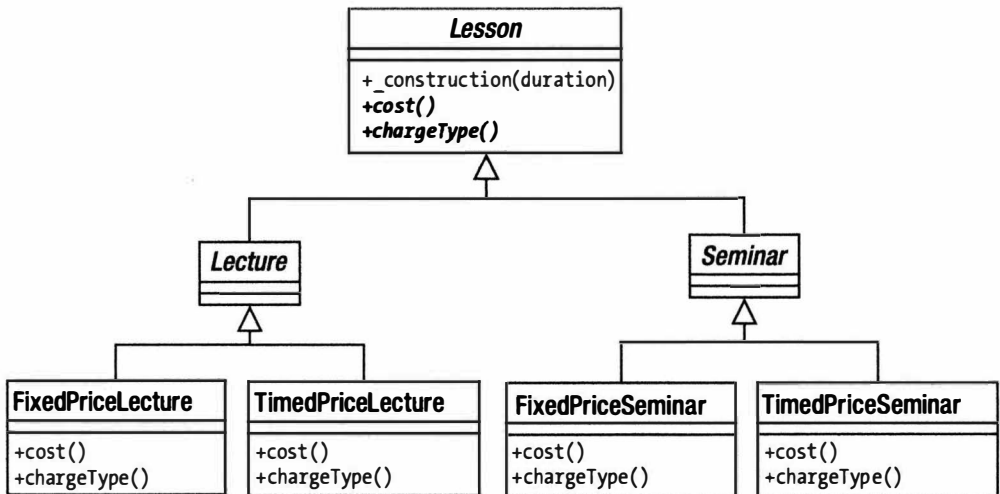 Lesson
+_construction(duration)
+cost()
+chargeType()
Lecture
Seminar
FixedPriceLecture
+cost()
+chargeType()
TimedPriceLecture
+cost()
+chargeType()
FixedPriceSeminar
+cost()
+chargeType()
TimedPriceSeminar
+cost()
+chargeType()